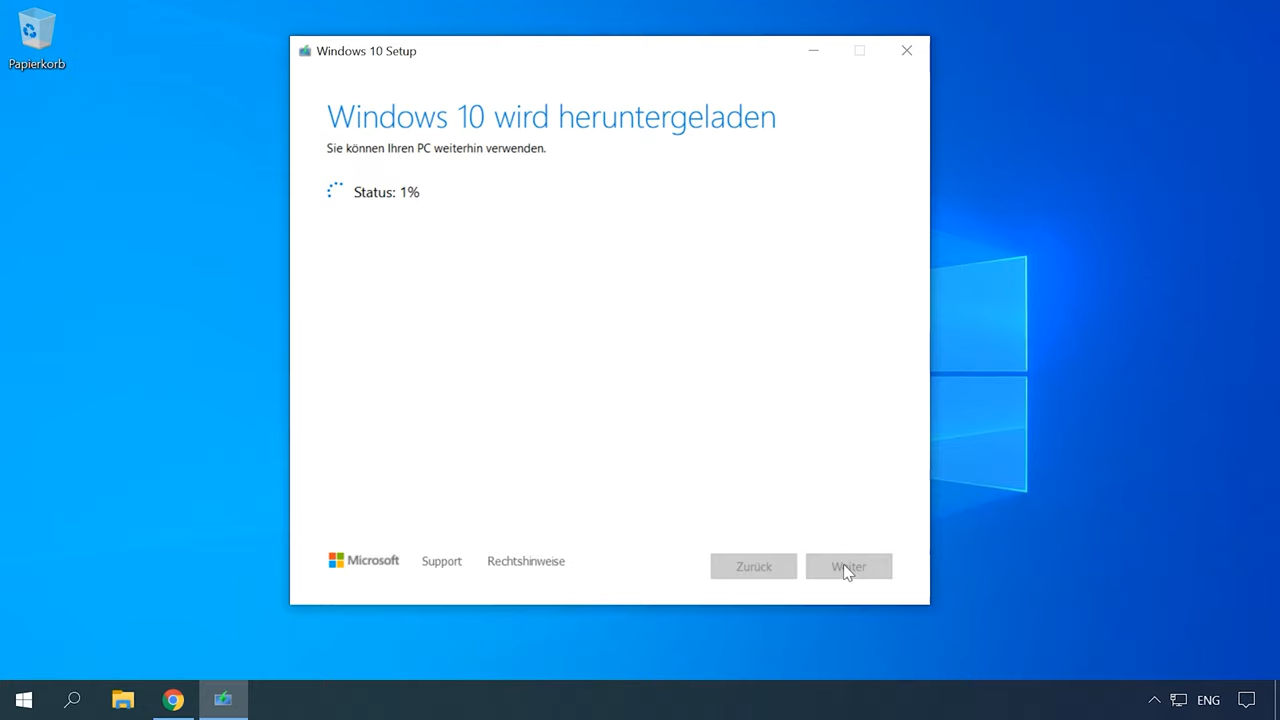 Papierkorb
Windows 10 Setup
Windows 10 wird heruntergeladen
Sie können Ihren PC weiterhin verwenden.
Status: 1%
Microsoft Support Rechtshinweise
Zurück Weiter
ENG